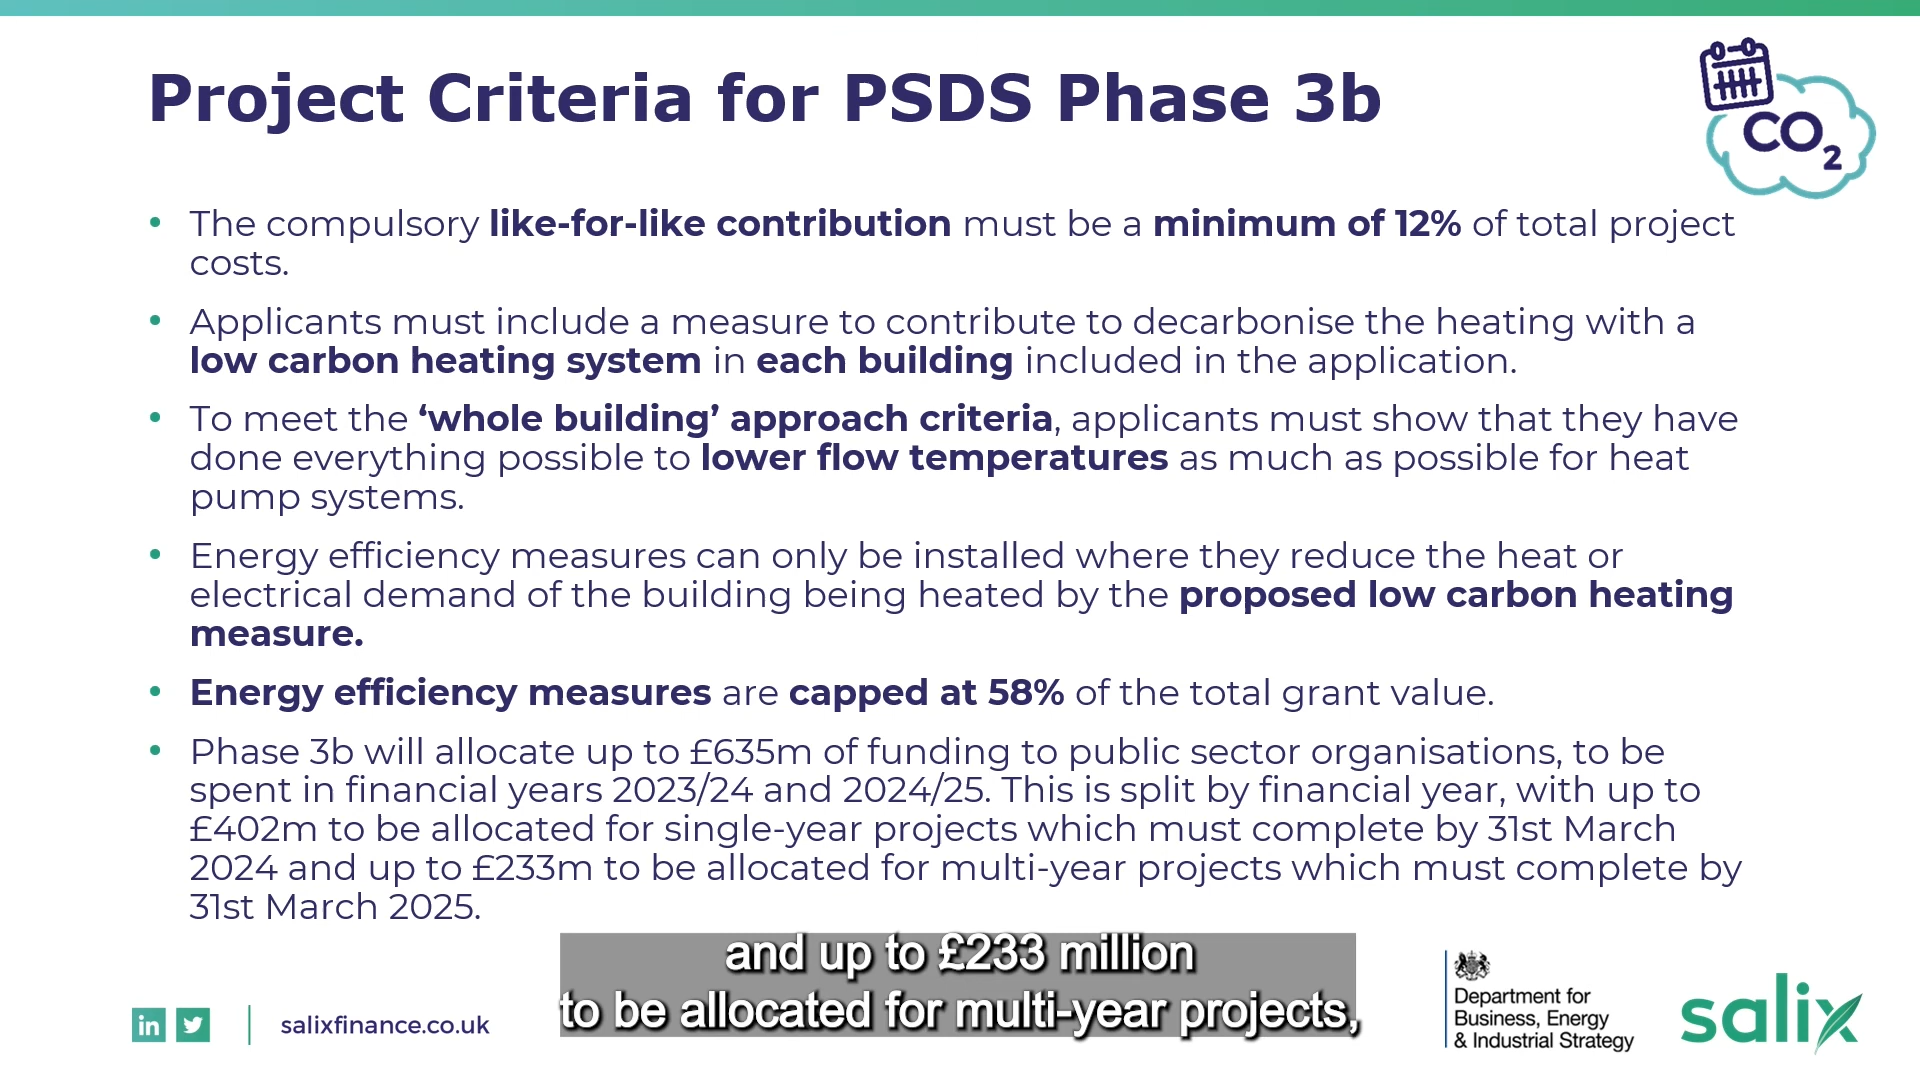 Project Criteria for PSDS Phase 3b
CO2
• The compulsory like-for-like contribution must be a minimum of 12% of total project
costs.
• Applicants must include a measure to contribute to decarbonise the heating with a
low carbon heating system in each building included in the application.
• To meet the ‘whole building’ approach criteria, applicants must show that they have
done everything possible to lower flow temperatures as much as possible for heat
pump systems.
• Energy efficiency measures can only be installed where they reduce the heat or
electrical demand of the building being heated by the proposed low carbon heating
measure.
• Energy efficiency measures are capped at 58% of the total grant value.
• Phase 3b will allocate up to £635m of funding to public sector organisations, to be
spent in financial years 2023/24 and 2024/25. This is split by financial year, with up to
£402m to be allocated for single-year projects which must complete by 31st March
2024 and up to £233m to be allocated for multi-year projects which must complete by
31st March 2025.
and up to £233 million
to be allocated for multi-year projects,
in
salixfinance.co.uk
Department for
Business, Energy
& Industrial Strategy
salix